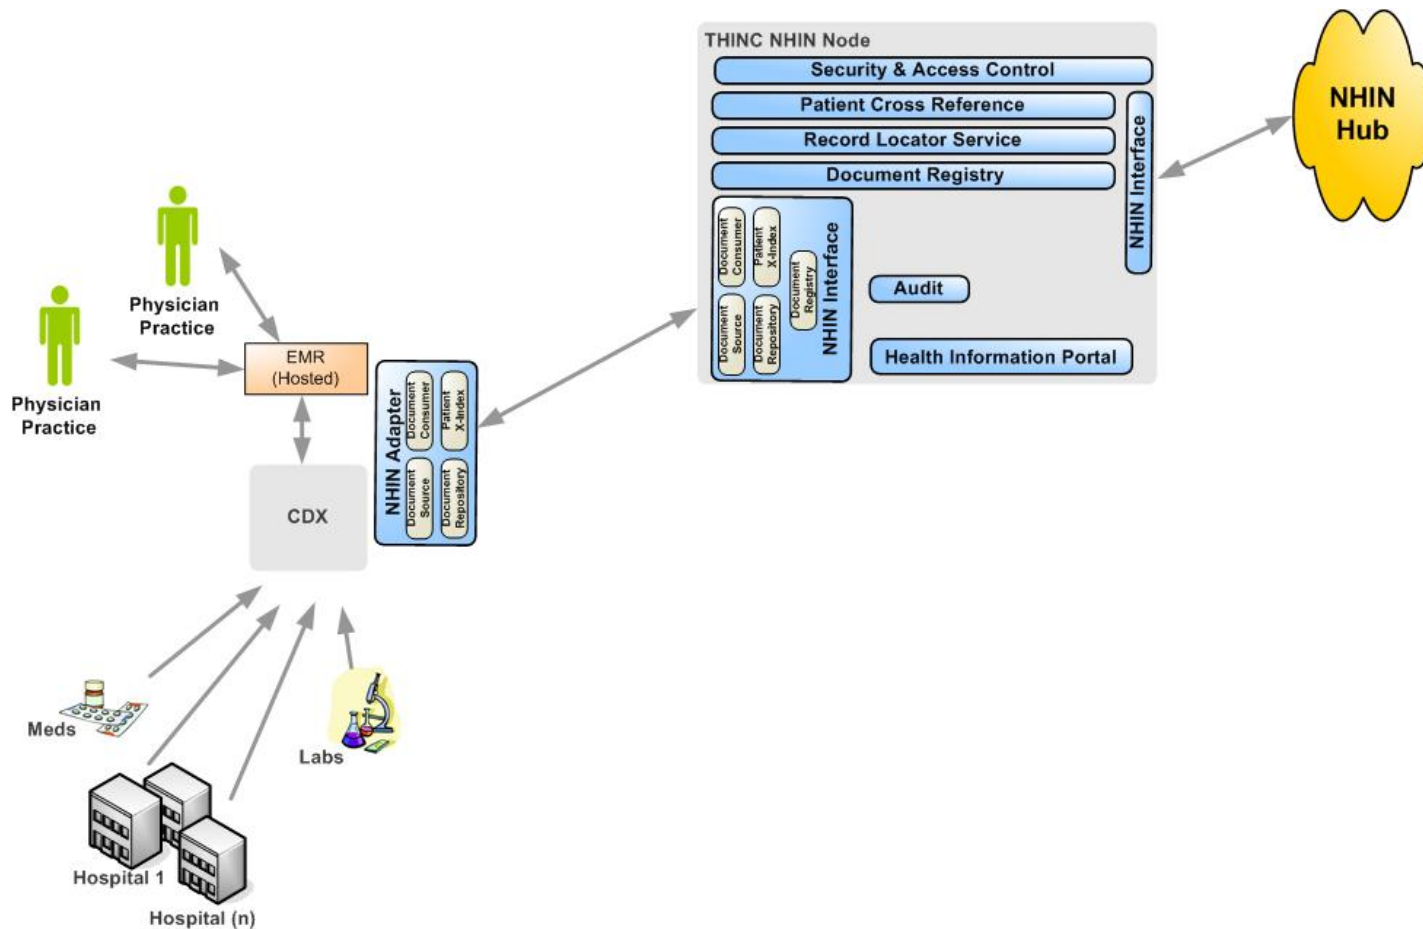 THINC NHIN Node
Security & Access Control
Patient Cross Reference
Record Locator Service
Document Registry
NHIN Interface
NHIN
Hub
Document
Consumer
Patient
X-Index
Document
Registry
Document
Source
Document
Repository
NHIN Interface
Audit
Health Information Portal
Physician
Practice
Physician
Practice
EMR
(Hosted)
NHIN Adapter
Document
Consumer
Patient
X-Index
Document
Source
Document
Repository
CDX
Meds
Labs
Hospital 1
Hospital (n)